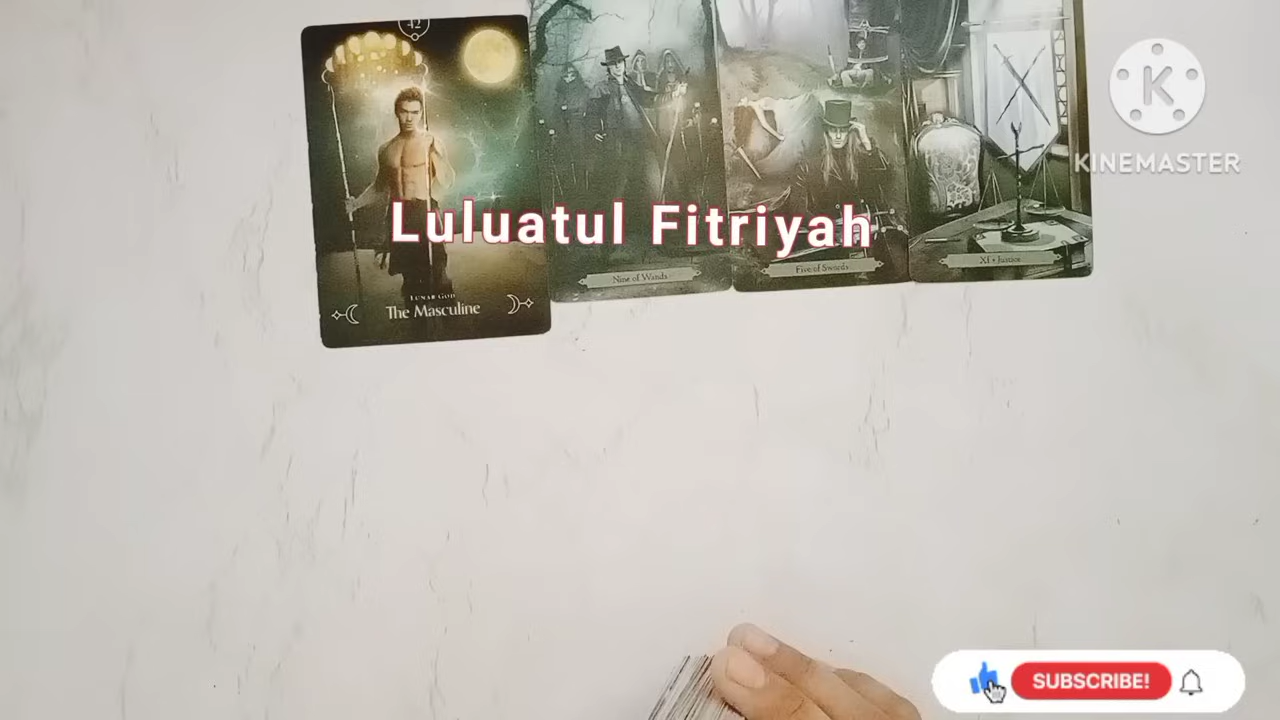 42
K
KINEMASTER
Luluatul Fitriyah
Nine of Wands
Five of Swords
XI • Justice
LUNAR GOD
The Masculine
SUBSCRIBE!